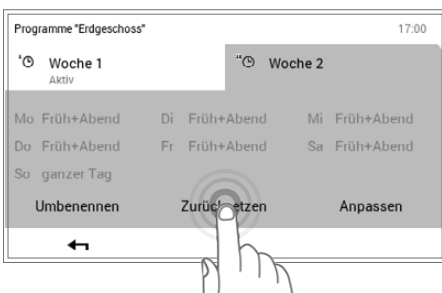 Programme "Erdgeschoss" 17:00
Woche 1 Woche 2
Aktiv
Mo Früh+Abend Di Früh+Abend Mi Früh+Abend
Do Früh+Abend Fr Früh+Abend Sa Früh+Abend
So ganzer Tag
Umbenennen Zurücksetzen Anpassen